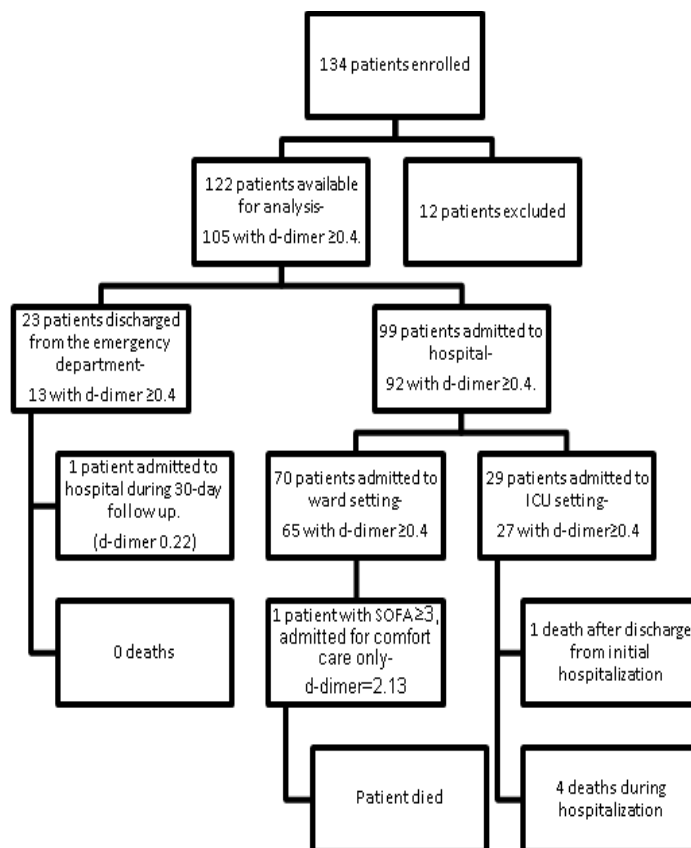 134 patients enrolled
122 patients available
for analysis-
105 with d-dimer ≥0.4.
12 patients excluded
23 patients discharged
from the emergency
department-
13 with d-dimer ≥0.4
99 patients admitted to
hospital-
92 with d-dimer ≥0.4.
1 patient admitted to
hospital during 30-day
follow up.
(d-dimer 0.22)
70 patients admitted to
ward setting-
65 with d-dimer≥0.4
29 patients admitted to
ICU setting-
27 with d-dimer≥0.4
0 deaths
1 patient with SOFA≥3,
admitted for comfort
care only-
d-dimer=2.13
1 death after discharge
from initial
hospitalization
Patient died
4 deaths during
hospitalization